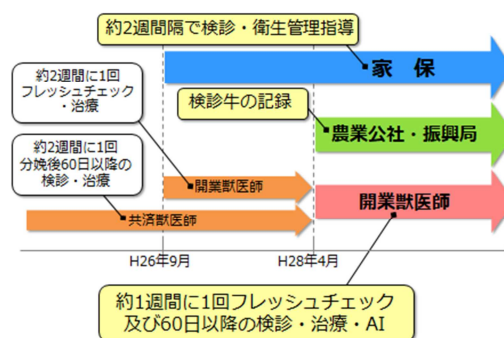 約2週間隔で検診・衛生管理指導
家 保
約2週間に1回
フレッシュチェック
・治療
検診牛の記録
農業公社・振興局
約2週間に1回
分娩後60日以降の
検診・治療
開業獣医師
開業獣医師
共済獣医師
H26年9月
H28年4月
約1週間に1回フレッシュチェック
及び60日以降の検診・治療・AI